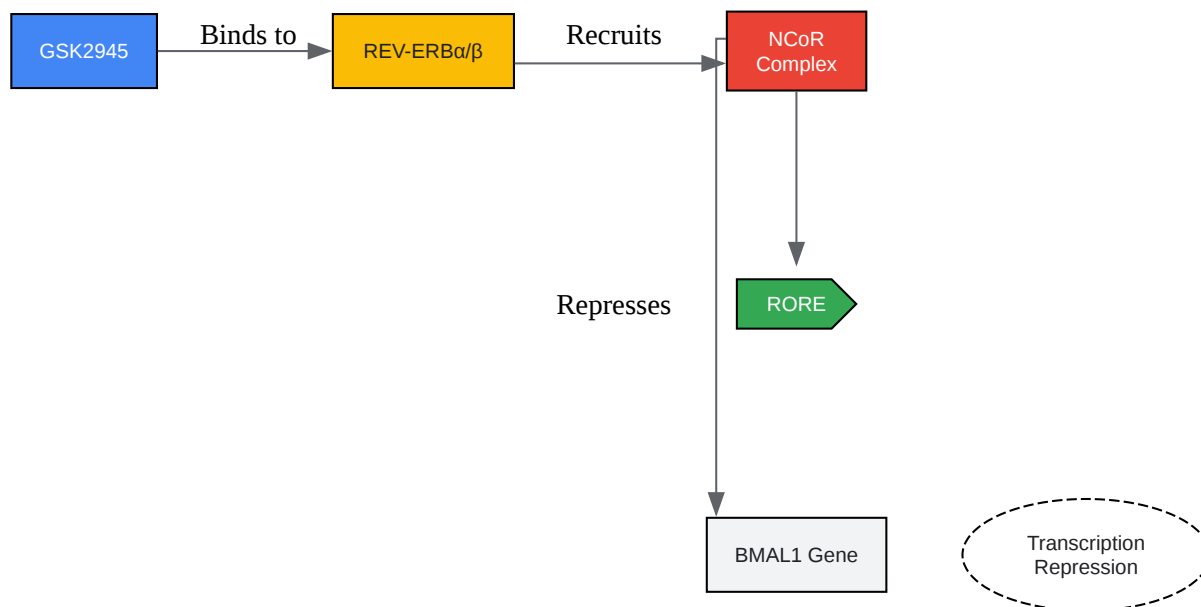 GSK2945
Binds to
REV-ERBα/β
Recruits
NCoR
Complex
Represses
RORE
BMAL1 Gene
Transcription
Repression